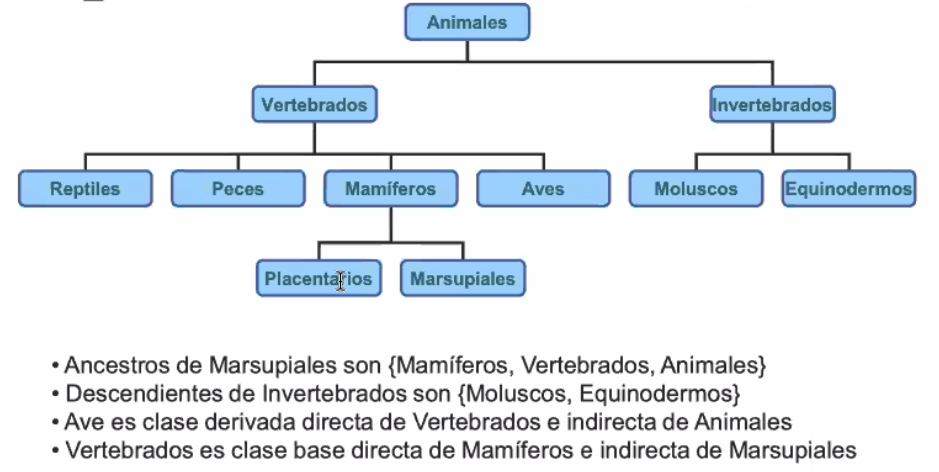 Animales
Vertebrados
Invertebrados
Reptiles
Peces
Mamíferos
Aves
Moluscos
Equinodermos
Placentarios
Marsupiales
• Ancestros de Marsupiales son {Mamíferos, Vertebrados, Animales}
• Descendientes de Invertebrados son {Moluscos, Equinodermos}
• Ave es clase derivada directa de Vertebrados e indirecta de Animales
• Vertebrados es clase base directa de Mamíferos e indirecta de Marsupiales